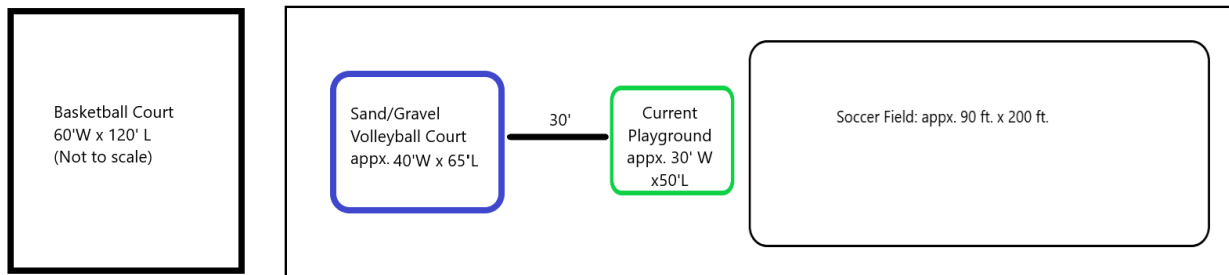 Basketball Court
60'W x 120' L
(Not to scale)
Sand/Gravel
Volleyball Court
appx. 40'W x 65'L
30'
Current
Playground
appx. 30' W
x50'L
Soccer Field: appx. 90 ft. x 200 ft.